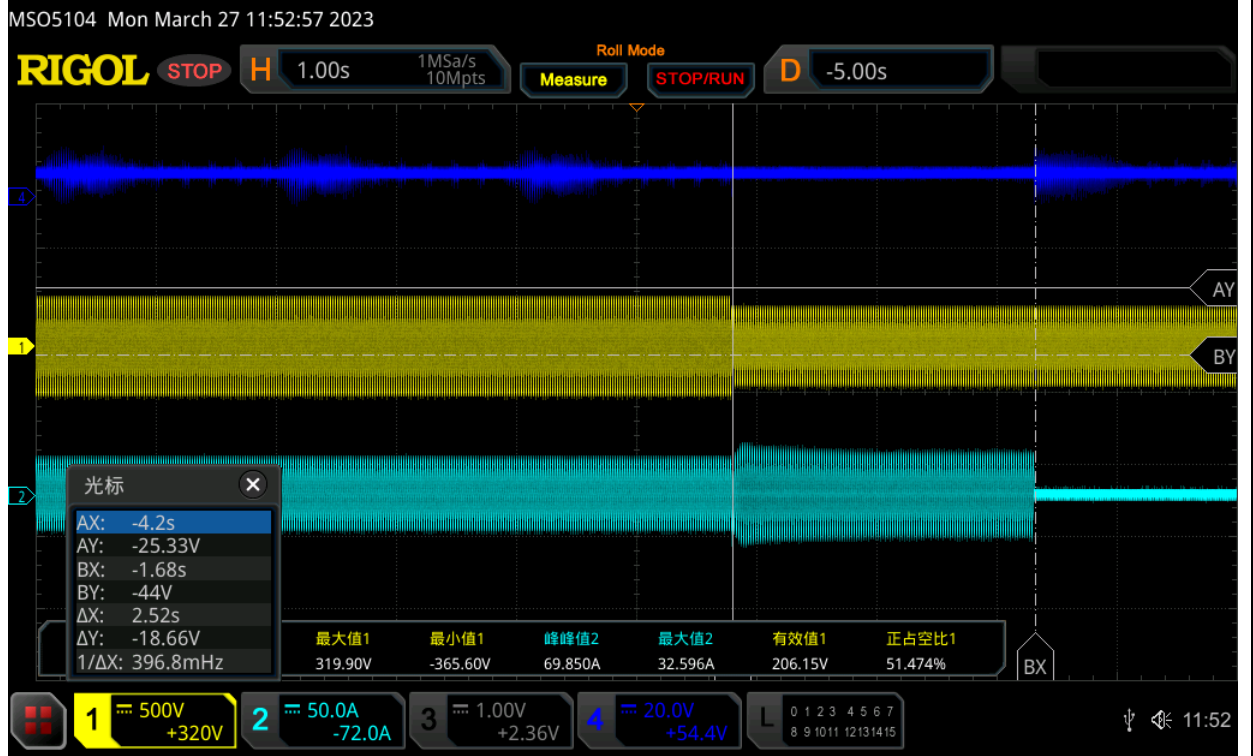 MSO5104 Mon March 27 11:52:57 2023
RIGOL STOP H 1.00s 1MSa/s 10Mpts Roll Mode Measure STOP/RUN D -5.00s
4
AY
1
BY
2
光标
AX: -4.2s
AY: -25.33V
BX: -1.68s
BY: -44V
ΔX: 2.52s
ΔY: -18.66V
1/ΔX: 396.8mHz
最大值1 最小值1 峰峰值2 最大值2 有效值1 正占空比1
319.90V -365.60V 69.850A 32.596A 206.15V 51.474%
BX
1 500V +320V
2 50.0A -72.0A
3 1.00V +2.36V
4 20.0V +54.4V
L 0 1 2 3 4 5 6 7
8 9 10 11 12 13 14 15
11:52